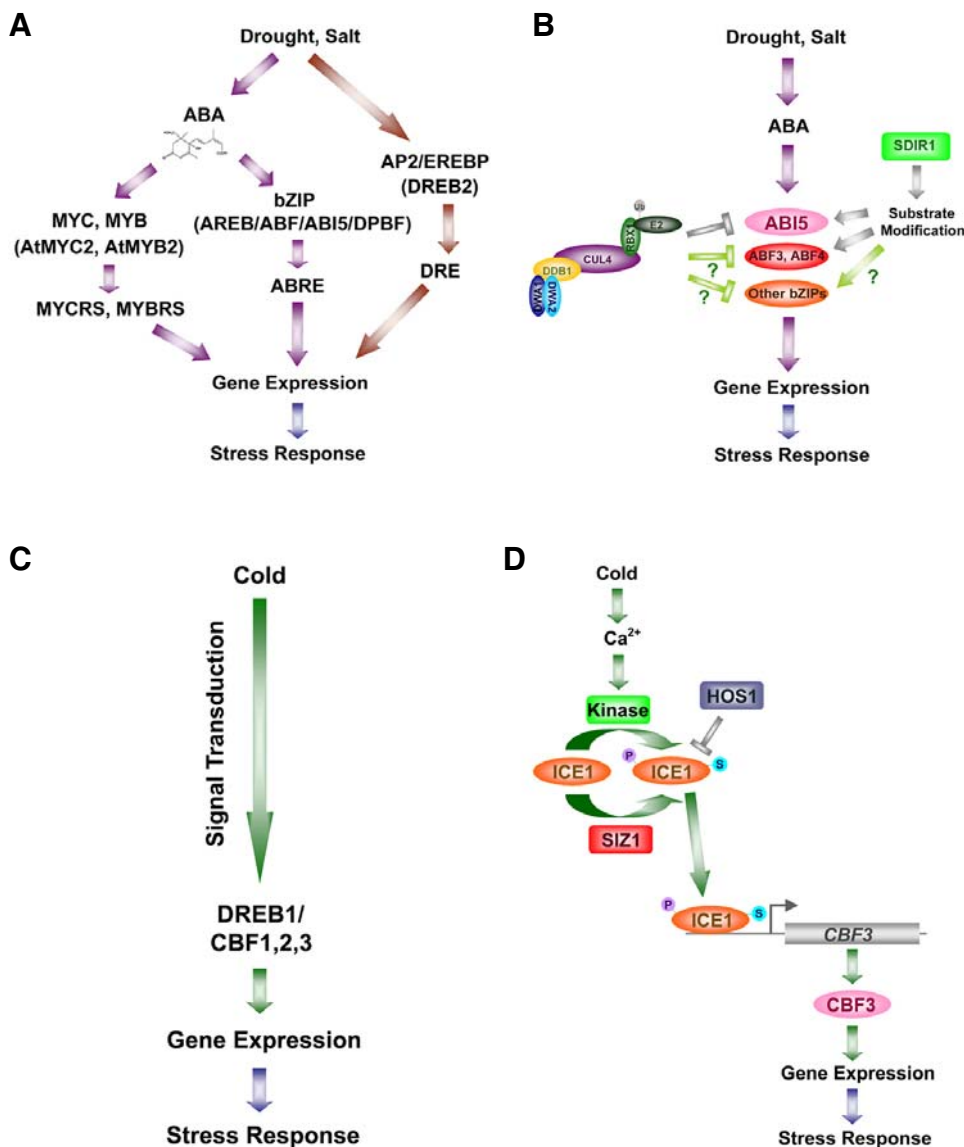 A
Drought, Salt
ABA
AP2/EREBP
(DREB2)
bZIP
(AREB/ABF/ABI5/DPBF)
MYC, MYB
(AtMYC2, AtMYB2)
DRE
ABRE
MYCRS, MYBRS
Gene Expression
Stress Response
B
Drought, Salt
ABA
SDIR1
Substrate
Modification
Ub
E2
RBX1
CUL4
DDB1
DWA1
DWA2
ABI5
ABF3, ABF4
Other bZIPs
?
?
?
Gene Expression
Stress Response
C
Cold
Signal Transduction
DREB1/
CBF1,2,3
Gene Expression
Stress Response
D
Cold
Ca2+
Kinase
HOS1
ICE1
P
ICE1
S
SIZ1
P
ICE1
S
CBF3
CBF3
Gene Expression
Stress Response